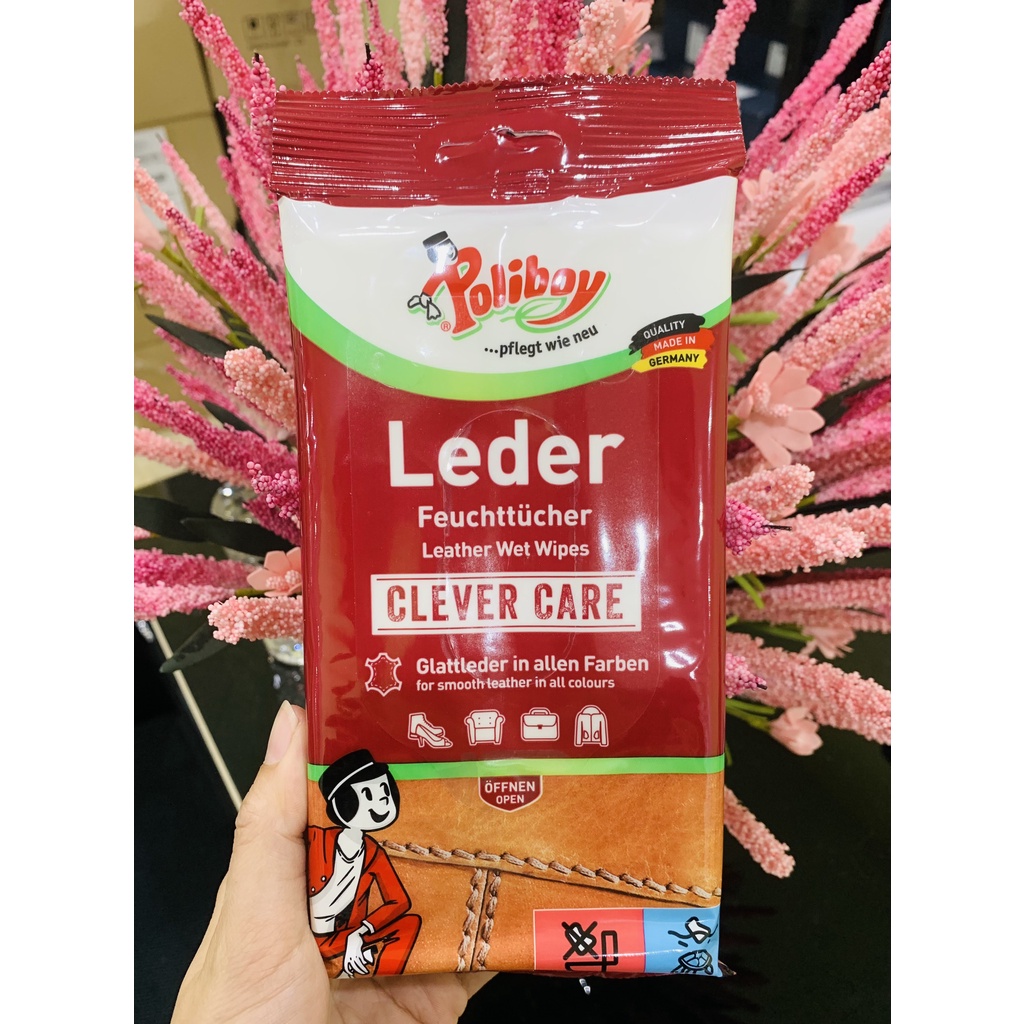 Poliboy
®
...pflegt wie neu
QUALITY
MADE IN
GERMANY
Leder
Feuchttücher
Leather Wet Wipes
CLEVER CARE
Glattleder in allen Farben
for smooth leather in all colours
ÖFFNEN
OPEN